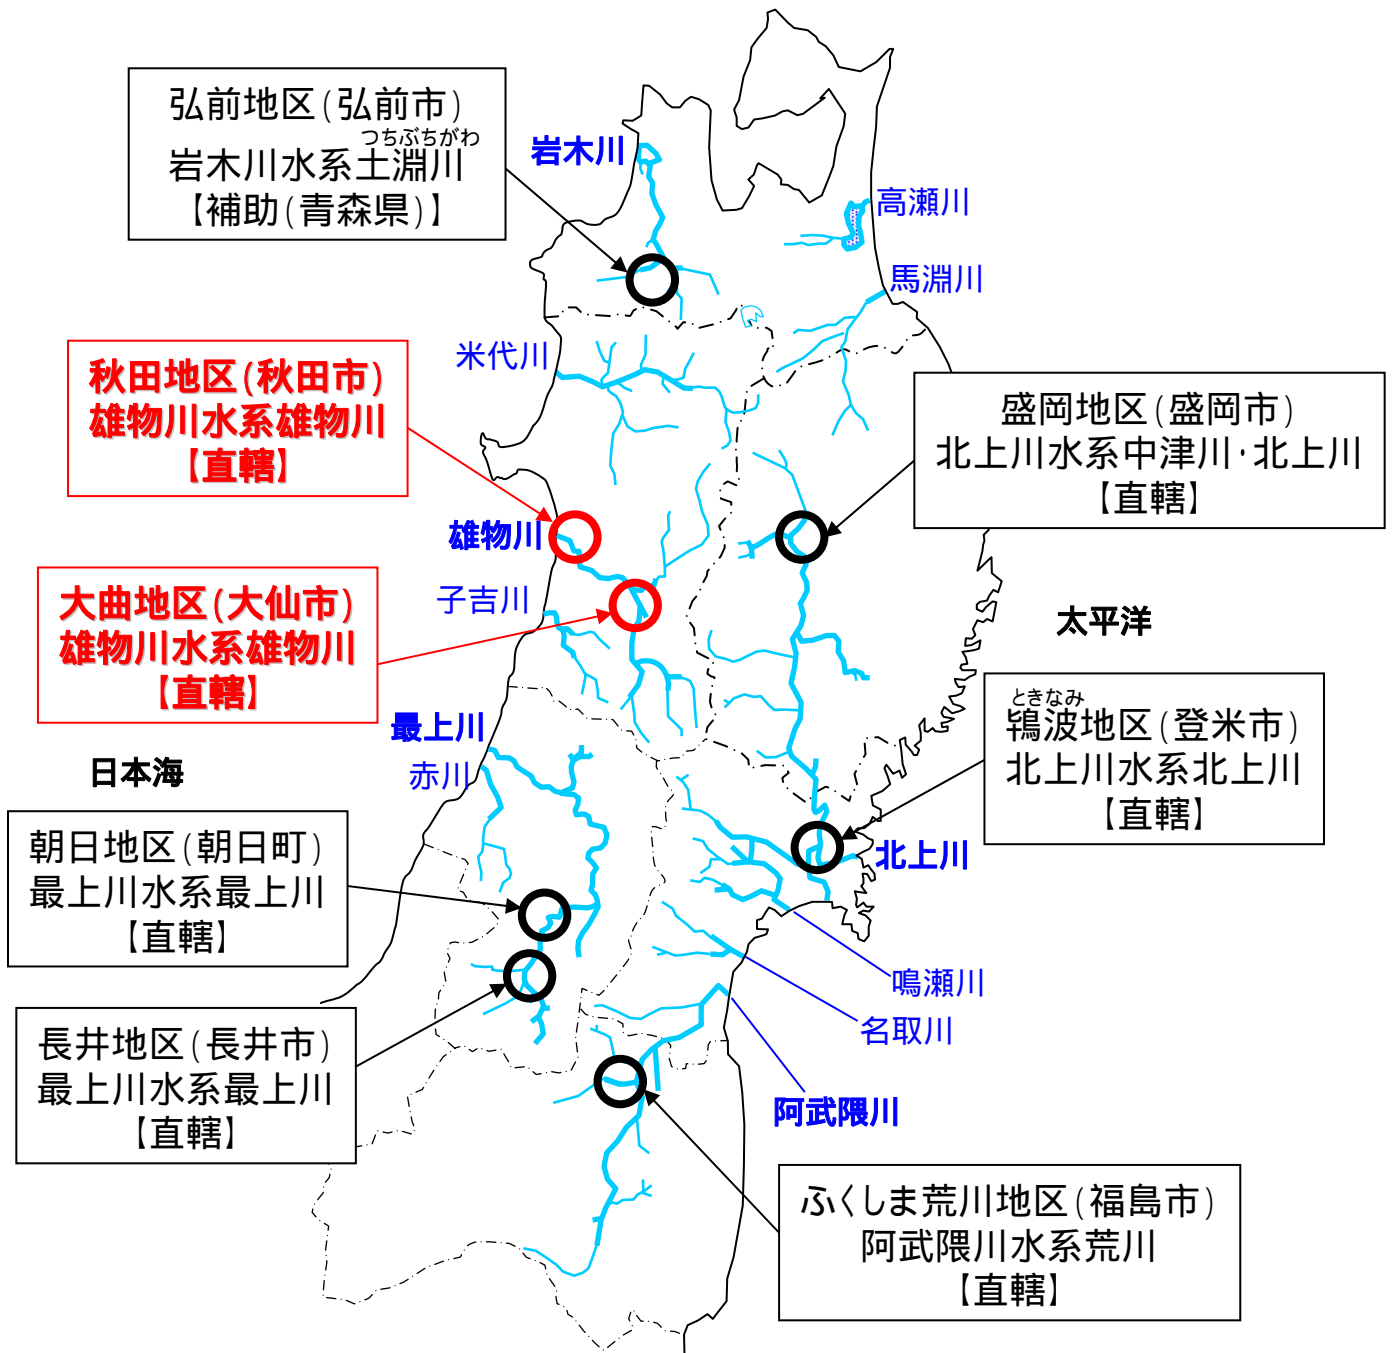 弘前地区(弘前市)
つちぶちがわ
岩木川水系土淵川
【補助(青森県)】
岩木川
高瀬川
馬淵川
秋田地区(秋田市)
雄物川水系雄物川
【直轄】
米代川
盛岡地区(盛岡市)
北上川水系中津川・北上川
【直轄】
雄物川
大曲地区(大仙市)
雄物川水系雄物川
【直轄】
子吉川
太平洋
ときなみ
鴇波地区(登米市)
北上川水系北上川
【直轄】
最上川
赤川
日本海
朝日地区(朝日町)
最上川水系最上川
【直轄】
北上川
鳴瀬川
名取川
長井地区(長井市)
最上川水系最上川
【直轄】
阿武隈川
ふくしま荒川地区(福島市)
阿武隈川水系荒川
【直轄】